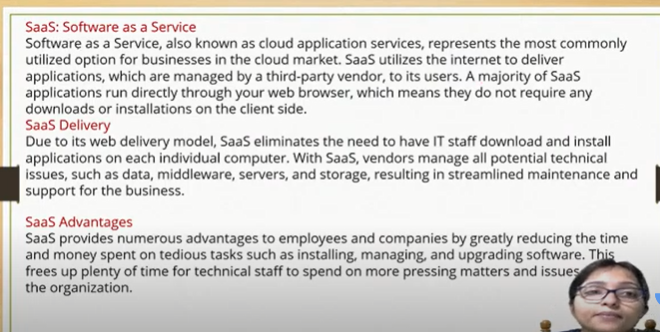 SaaS: Software as a Service
Software as a Service, also known as cloud application services, represents the most commonly
utilized option for businesses in the cloud market. SaaS utilizes the internet to deliver
applications, which are managed by a third-party vendor, to its users. A majority of SaaS
applications run directly through your web browser, which means they do not require any
downloads or installations on the client side.
SaaS Delivery
Due to its web delivery model, SaaS eliminates the need to have IT staff download and install
applications on each individual computer. With SaaS, vendors manage all potential technical
issues, such as data, middleware, servers, and storage, resulting in streamlined maintenance and
support for the business.
SaaS Advantages
SaaS provides numerous advantages to employees and companies by greatly reducing the time
and money spent on tedious tasks such as installing, managing, and upgrading software. This
frees up plenty of time for technical staff to spend on more pressing matters and issues
the organization.